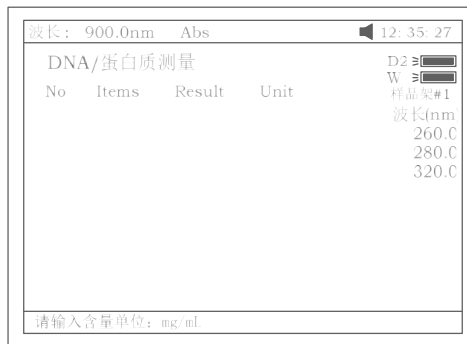 波长: 900.0nm Abs 12: 35: 27
DNA/蛋白质测量
D2
W
No Items Result Unit
样品架#1
波长(nm
260.0
280.0
320.0
请输入含量单位: mg/mL